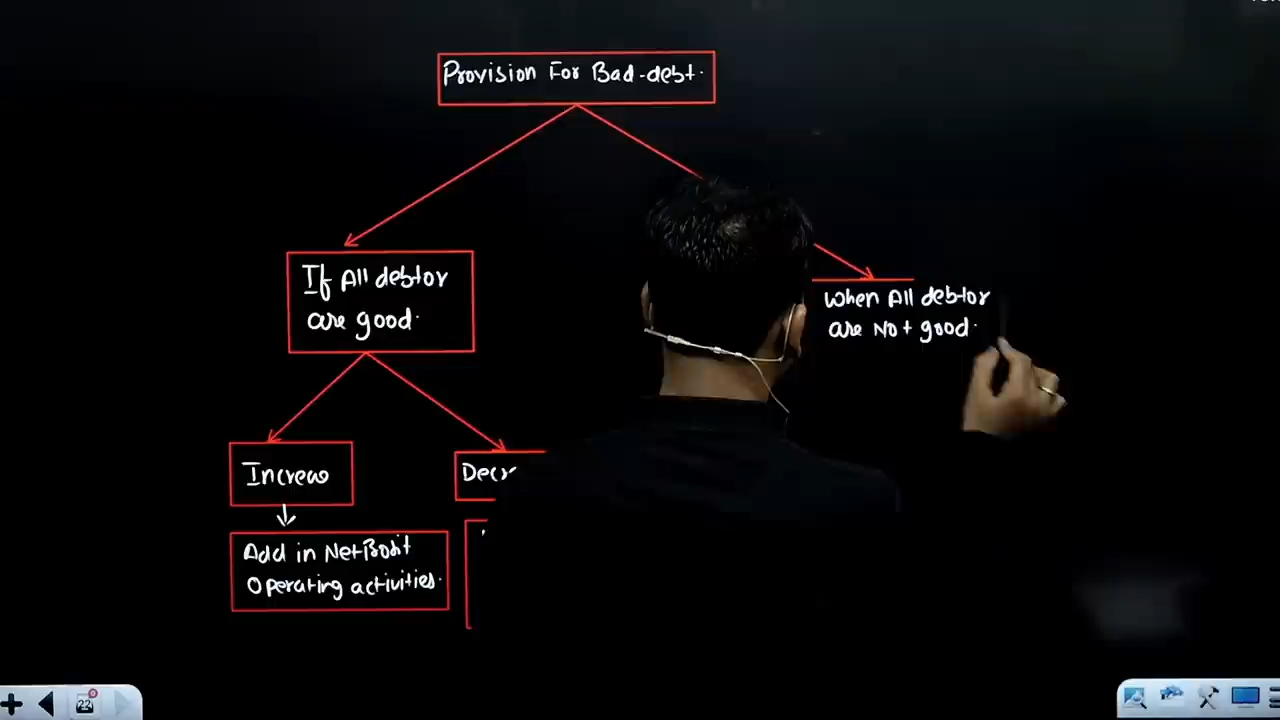 Provision For Bad-debt.
If All debtor
are good.
When All debtor
are Not good.
Increase
Add in Net Profit
Operating activities.
22